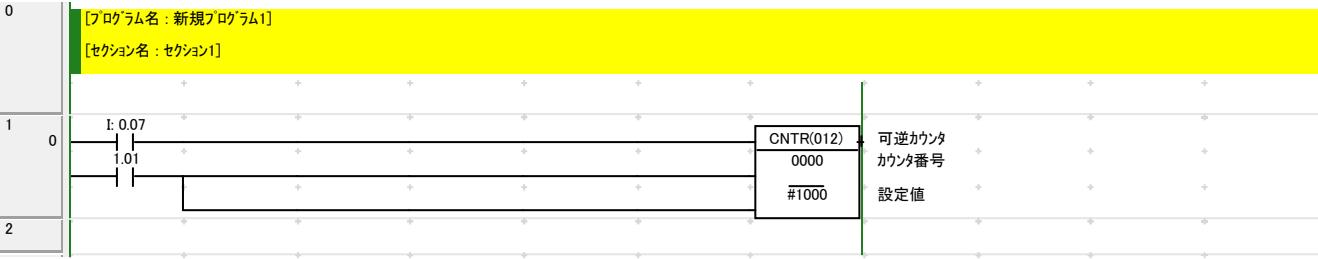 0
[プログラム名 : 新規プログラム1]
[セクション名 : セクション1]
1
0
I: 0.07
CNTR(012)
可逆カウンタ
1.01
0000
カウンタ番号
#1000
設定値
2